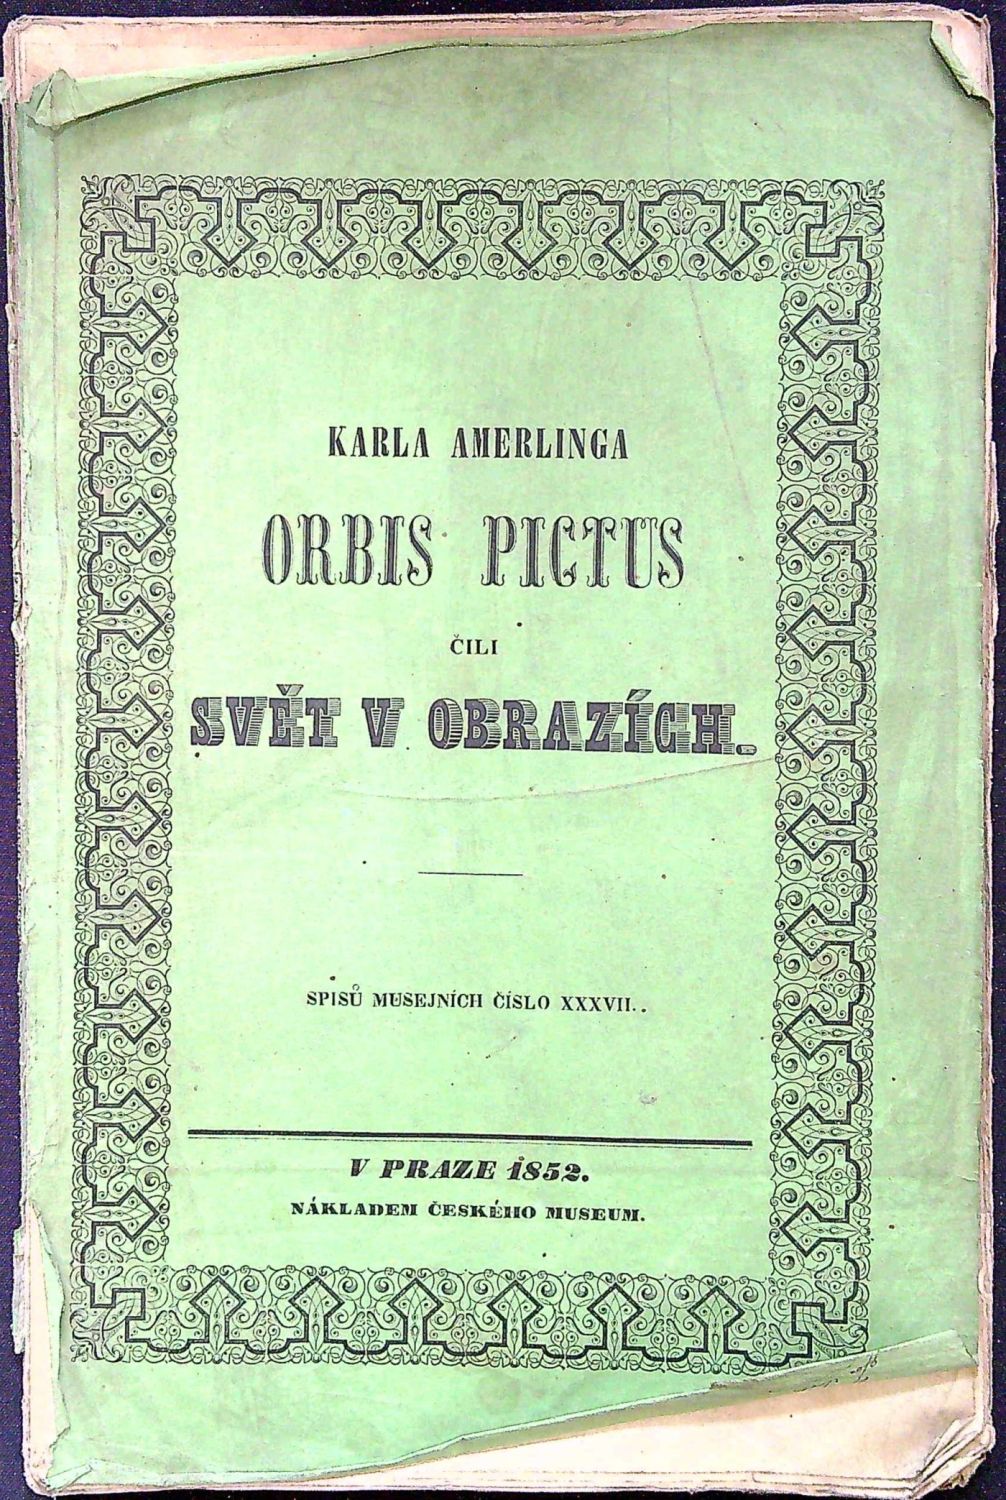 KARLA AMERLINGA
ORBIS PICTUS
ČILI
SVĚT V OBRAZÍCH.
SPISŮ MUSEJNÍCH ČÍSLO XXXVII.
V PRAZE 1852.
NÁKLADEM ČESKÉHO MUSEUM.